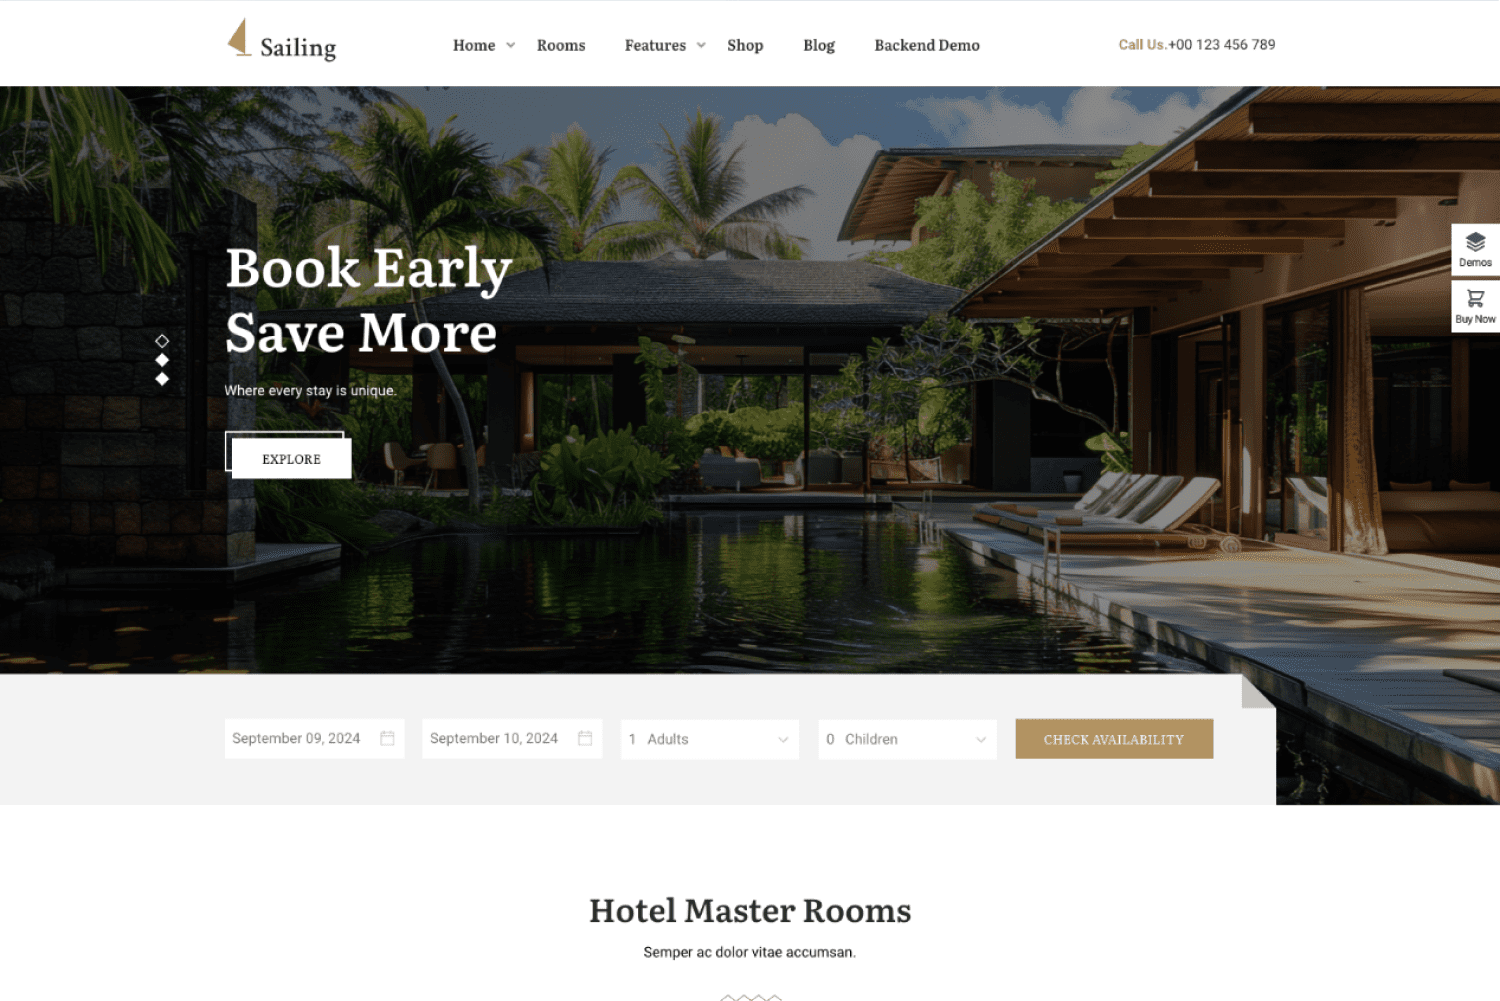 Sailing
Home
Rooms
Features
Shop
Blog
Backend Demo
Call Us.+00 123 456 789
Demos
Buy Now
Book Early
Save More
Where every stay is unique.
EXPLORE
September 09, 2024
September 10, 2024
1 Adults
0 Children
CHECK AVAILABILITY
Hotel Master Rooms
Semper ac dolor vitae accumsan.